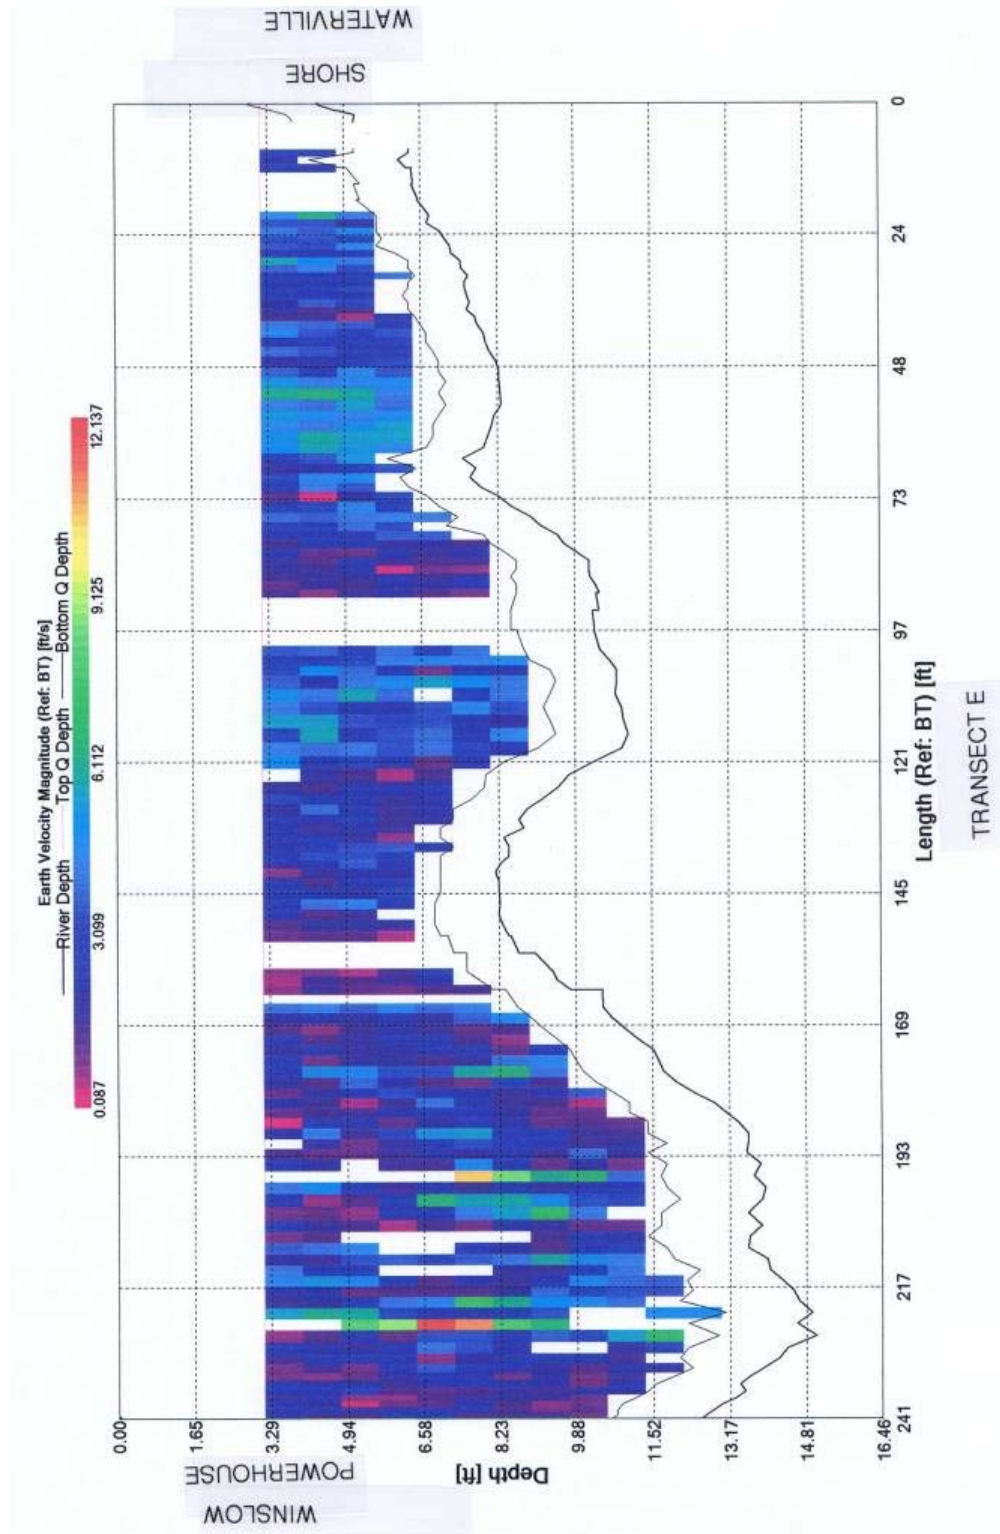 WATERVILLE
SHORE
Earth Velocity Magnitude (Ref: BT) [ft/s]
River Depth Top Q Depth Bottom Q Depth
0.087 3.099 6.112 9.125 12.137
0.00
1.65
3.29
4.94
6.58
8.23
9.88
11.52
13.17
14.81
16.46
Depth [ft]
0
24
48
73
97
121
145
169
193
217
241
Length (Ref: BT) [ft]
TRANSECT E
POWERHOUSE
WINSLOW